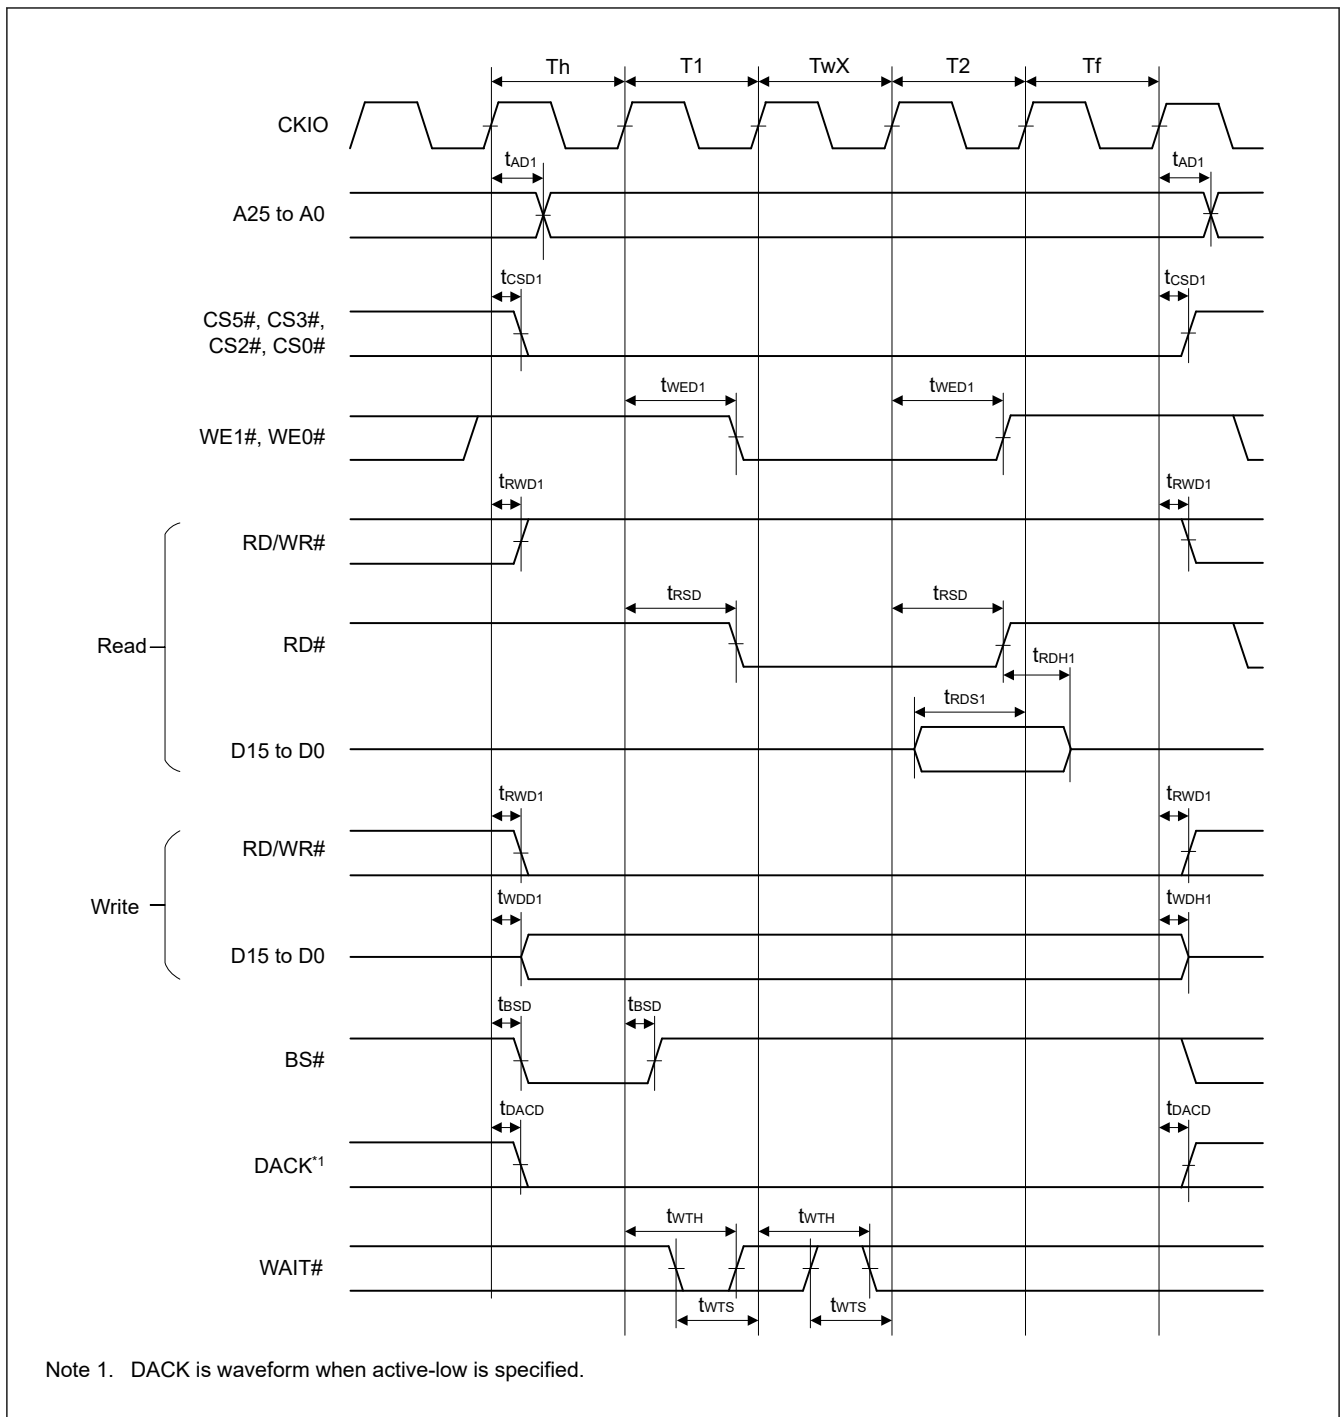 Th T1 TwX T2 Tf
CKIO
tAD1 tAD1
A25 to A0
tCSD1 tCSD1
CS5#, CS3#,
CS2#, CS0#
tWED1 tWED1
WE1#, WE0#
tRWD1 tRWD1
RD/WR#
tRSD tRSD
Read RD#
tRDH1
tRDS1
D15 to D0
tRWD1 tRWD1
RD/WR#
tWDD1 tWDH1
Write
D15 to D0
tBSD tBSD
BS#
tDACD tDACD
DACK*1
tWTH tWTH
WAIT#
tWTS tWTS
Note 1. DACK is waveform when active-low is specified.